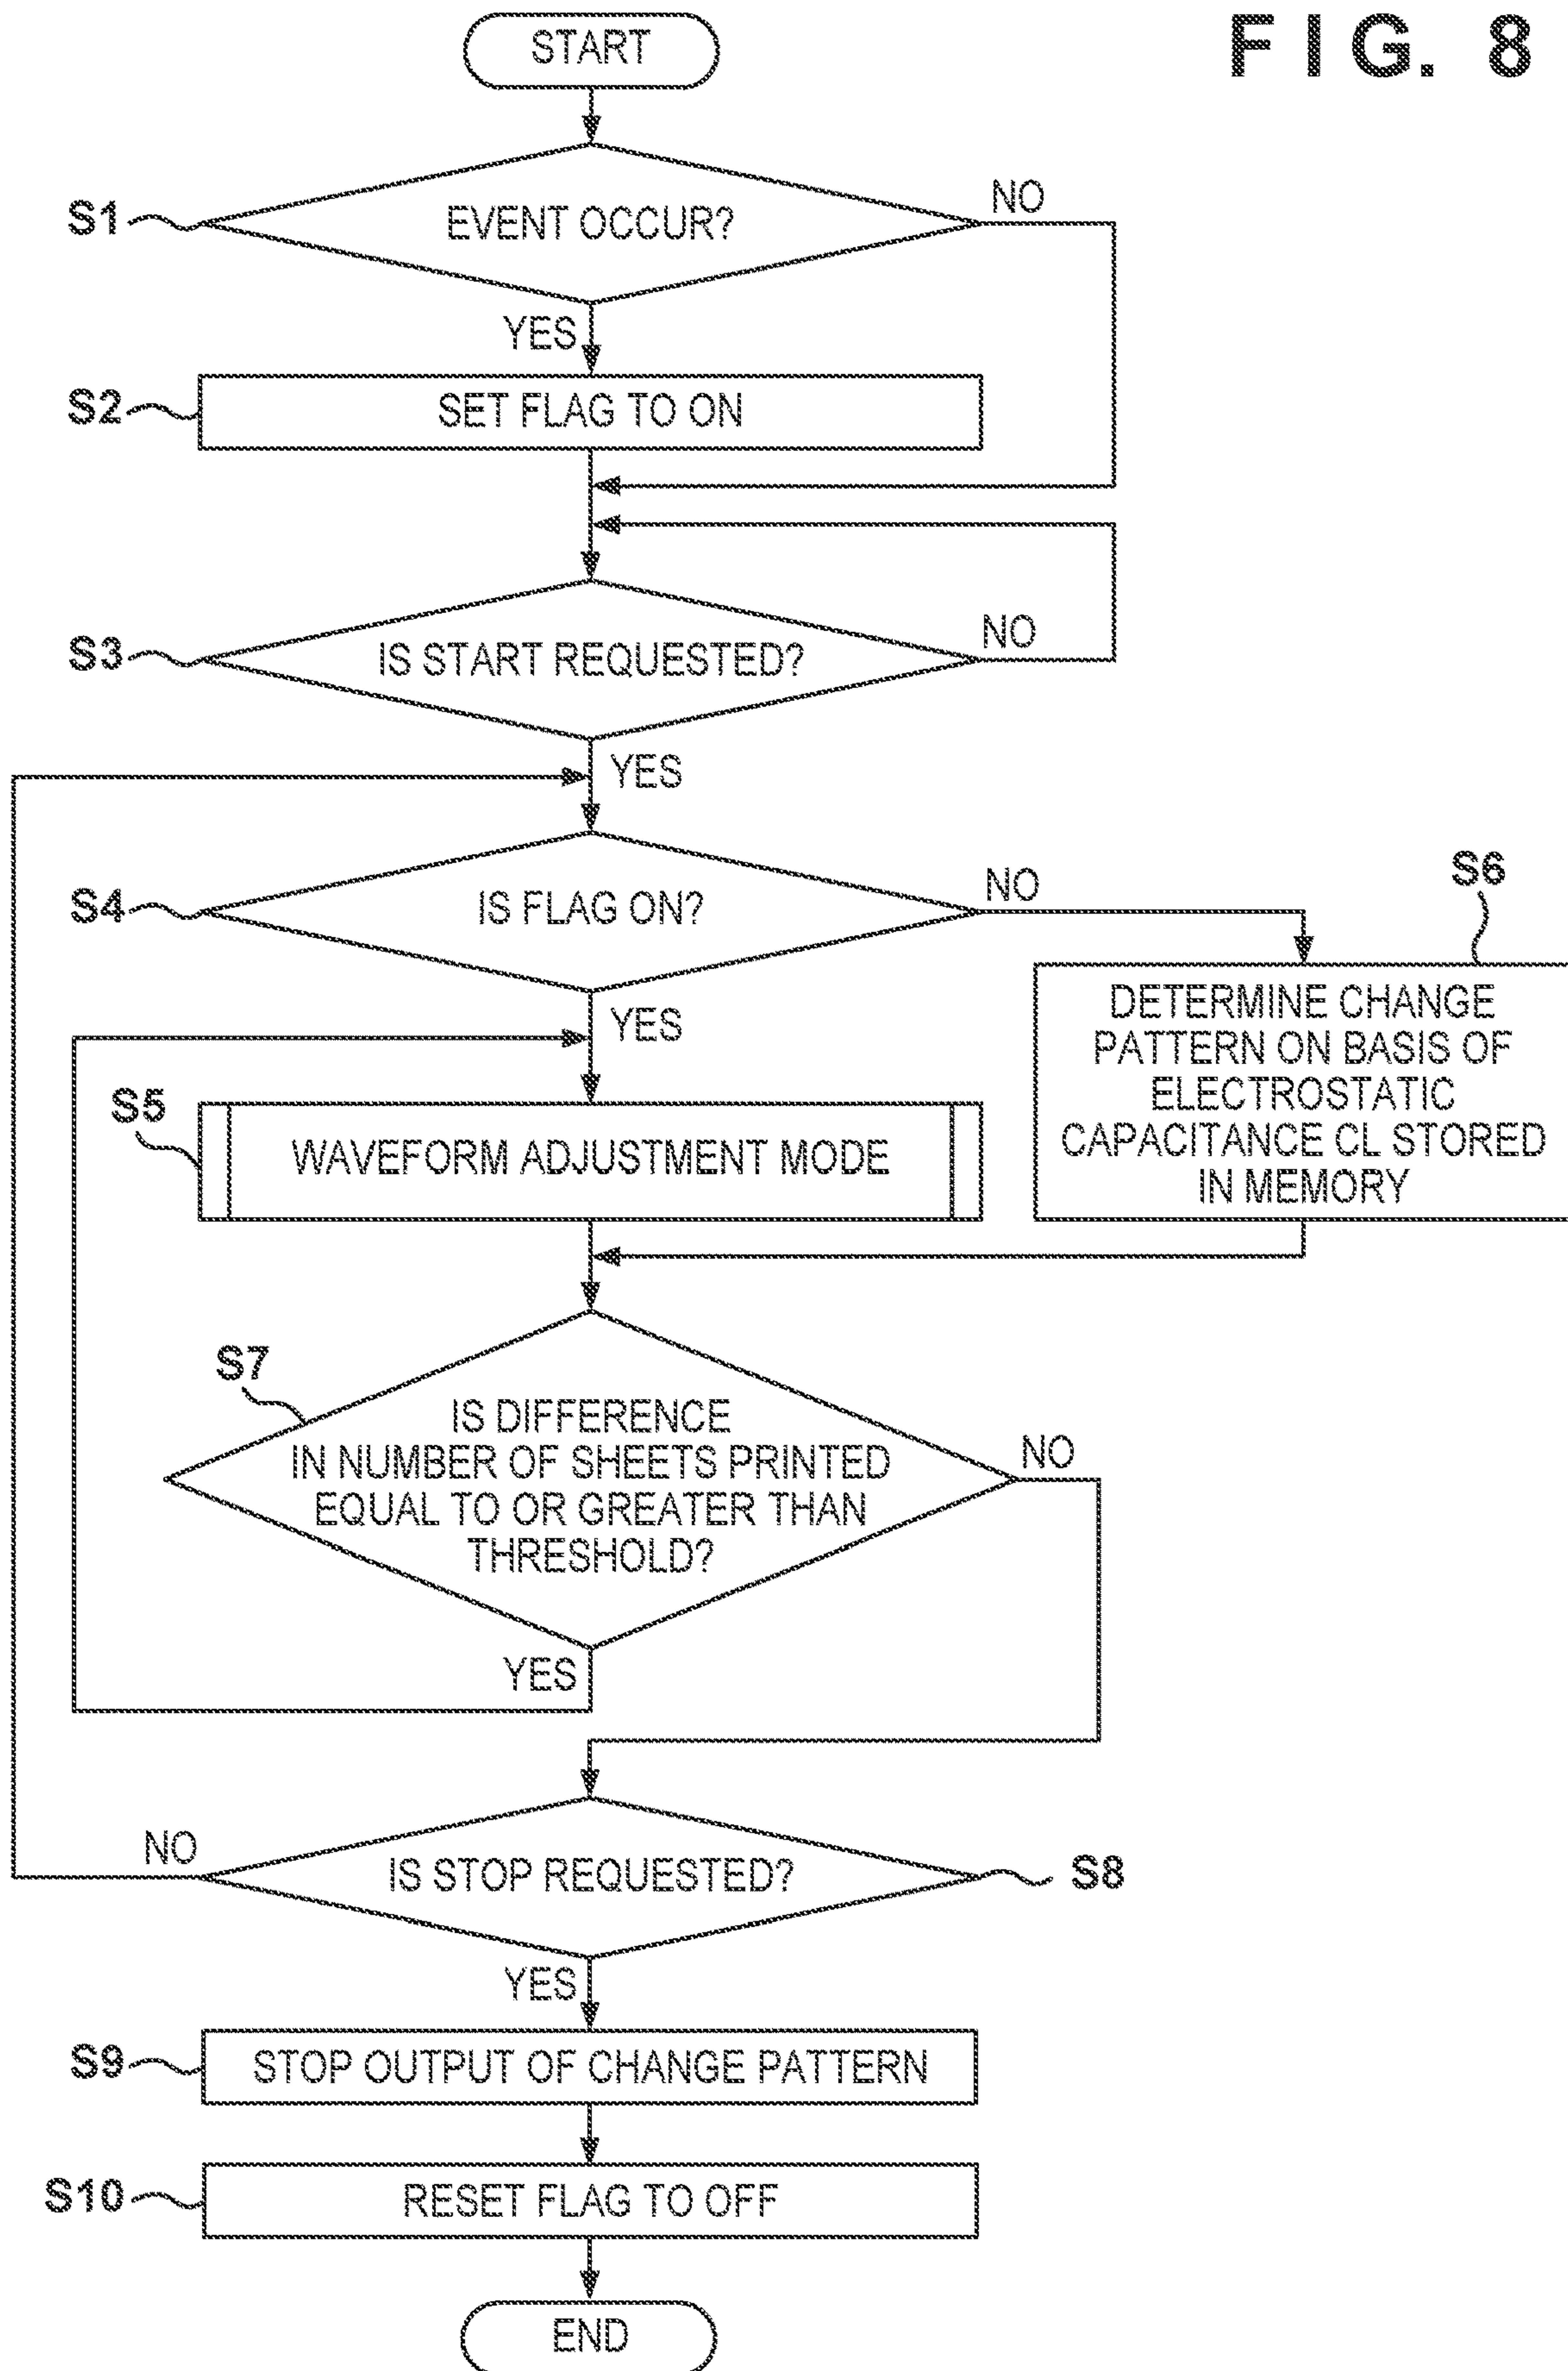 FIG. 8
START
S1
EVENT OCCUR?
NO
YES
S2
SET FLAG TO ON
S3
IS START REQUESTED?
NO
YES
S4
IS FLAG ON?
NO
S6
YES
DETERMINE CHANGE
PATTERN ON BASIS OF
ELECTROSTATIC
CAPACITANCE CL STORED
IN MEMORY
S5
WAVEFORM ADJUSTMENT MODE
S7
IS DIFFERENCE
IN NUMBER OF SHEETS PRINTED
EQUAL TO OR GREATER THAN
THRESHOLD?
NO
YES
NO
IS STOP REQUESTED?
S8
YES
S9
STOP OUTPUT OF CHANGE PATTERN
S10
RESET FLAG TO OFF
END